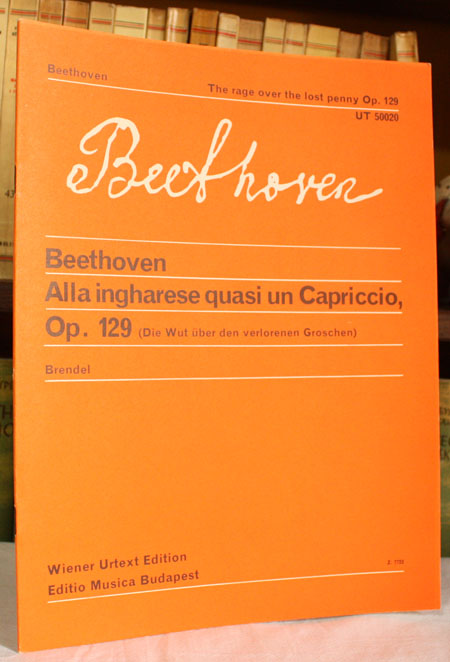 Beethoven
The rage over the lost penny Op. 129
UT 50020
Beethoven
Beethoven
Alla ingharese quasi un Capriccio,
Op. 129 (Die Wut über den verlorenen Groschen)
Brendel
Wiener Urtext Edition
Editio Musica Budapest